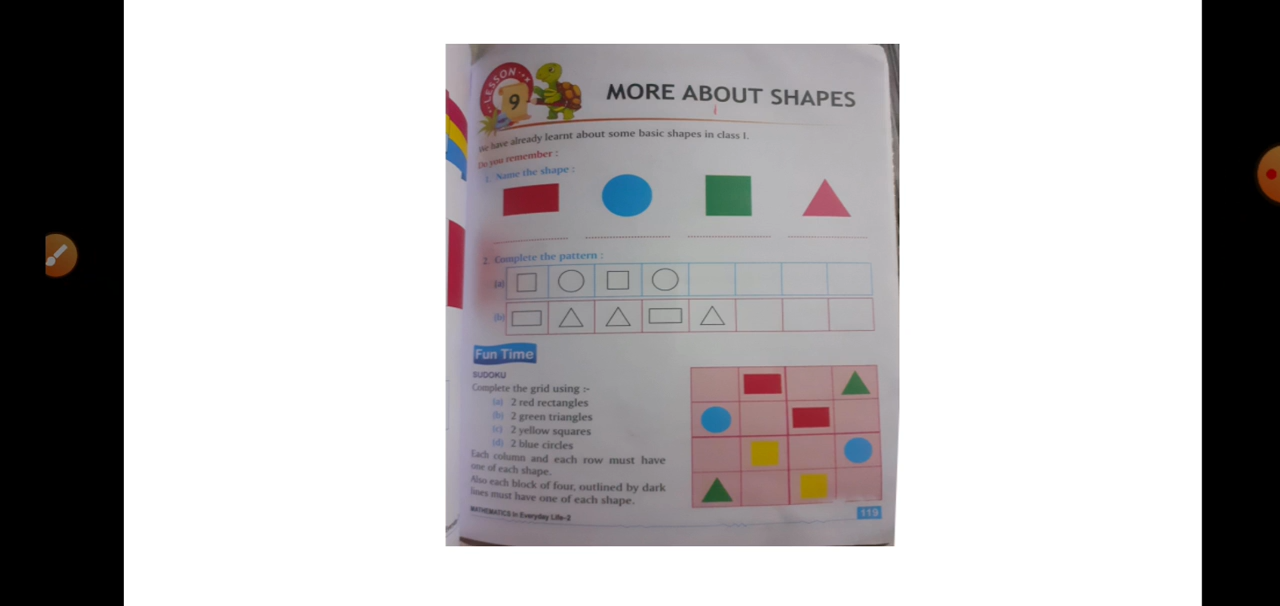 LESSON
9
MORE ABOUT SHAPES
We have already learnt about some basic shapes in class I.
Do you remember :
1. Name the shape :
2. Complete the pattern :
(a)
(b)
Fun Time
SUDOKU
Complete the grid using :-
(a) 2 red rectangles
(b) 2 green triangles
(c) 2 yellow squares
(d) 2 blue circles
Each column and each row must have
one of each shape.
Also each block of four, outlined by dark
lines must have one of each shape.
MATHEMATICS in Everyday Life-2
119